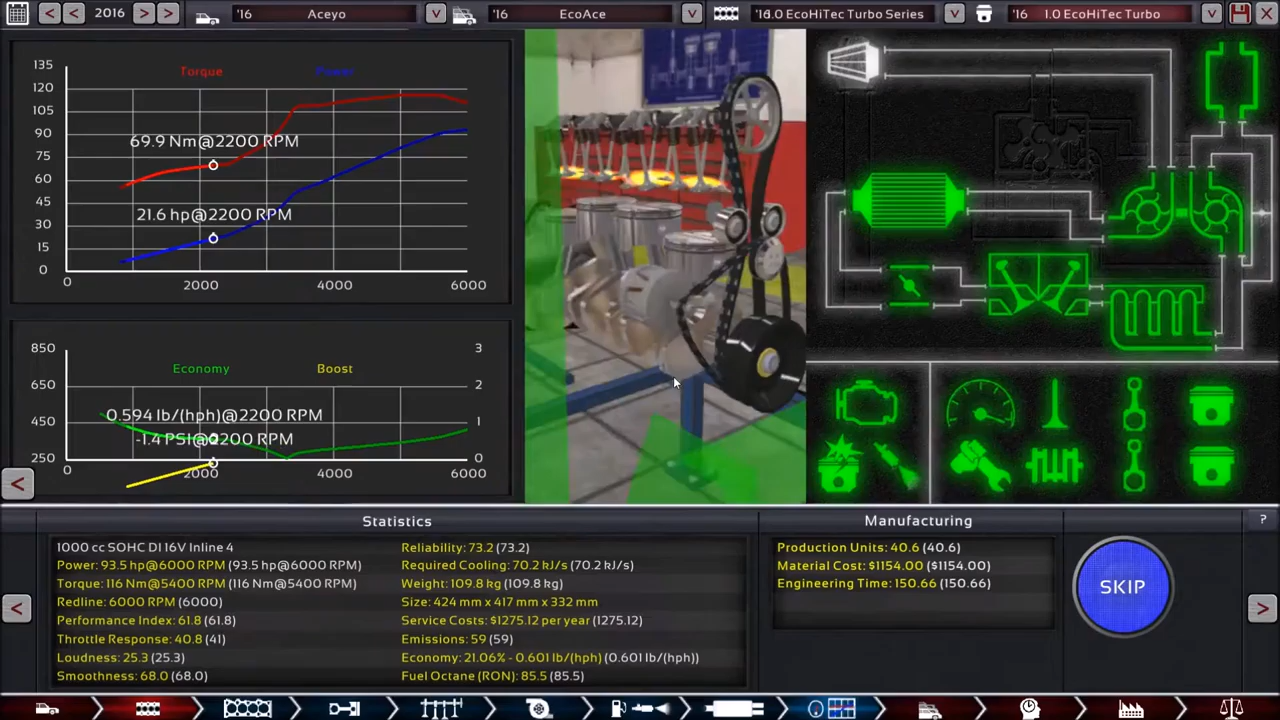 2016
'16 Aceyo
'16 EcoAce
'16 1.0 EcoHiTec Turbo Series
'16 1.0 EcoHiTec Turbo
Torque Power
135
120
105
90
75
60
45
30
15
0
69.9 Nm@2200 RPM
21.6 hp@2200 RPM
0 2000 4000 6000
Economy Boost
850
650
450
250
3
2
1
0
0.594 lb/(hph)@2200 RPM
-1.4 PSI@2200 RPM
0 2000 4000 6000
Statistics
1000 cc SOHC DI 16V Inline 4
Power: 93.5 hp@6000 RPM (93.5 hp@6000 RPM)
Torque: 116 Nm@5400 RPM (116 Nm@5400 RPM)
Redline: 6000 RPM (6000)
Performance Index: 61.8 (61.8)
Throttle Response: 40.8 (41)
Loudness: 25.3 (25.3)
Smoothness: 68.0 (68.0)
Reliability: 73.2 (73.2)
Required Cooling: 70.2 kJ/s (70.2 kJ/s)
Weight: 109.8 kg (109.8 kg)
Size: 424 mm x 417 mm x 332 mm
Service Costs: $1275.12 per year (1275.12)
Emissions: 59 (59)
Economy: 21.06% - 0.601 lb/(hph) (0.601 lb/(hph))
Fuel Octane (RON): 85.5 (85.5)
Manufacturing
Production Units: 40.6 (40.6)
Material Cost: $1154.00 ($1154.00)
Engineering Time: 150.66 (150.66)
SKIP
?